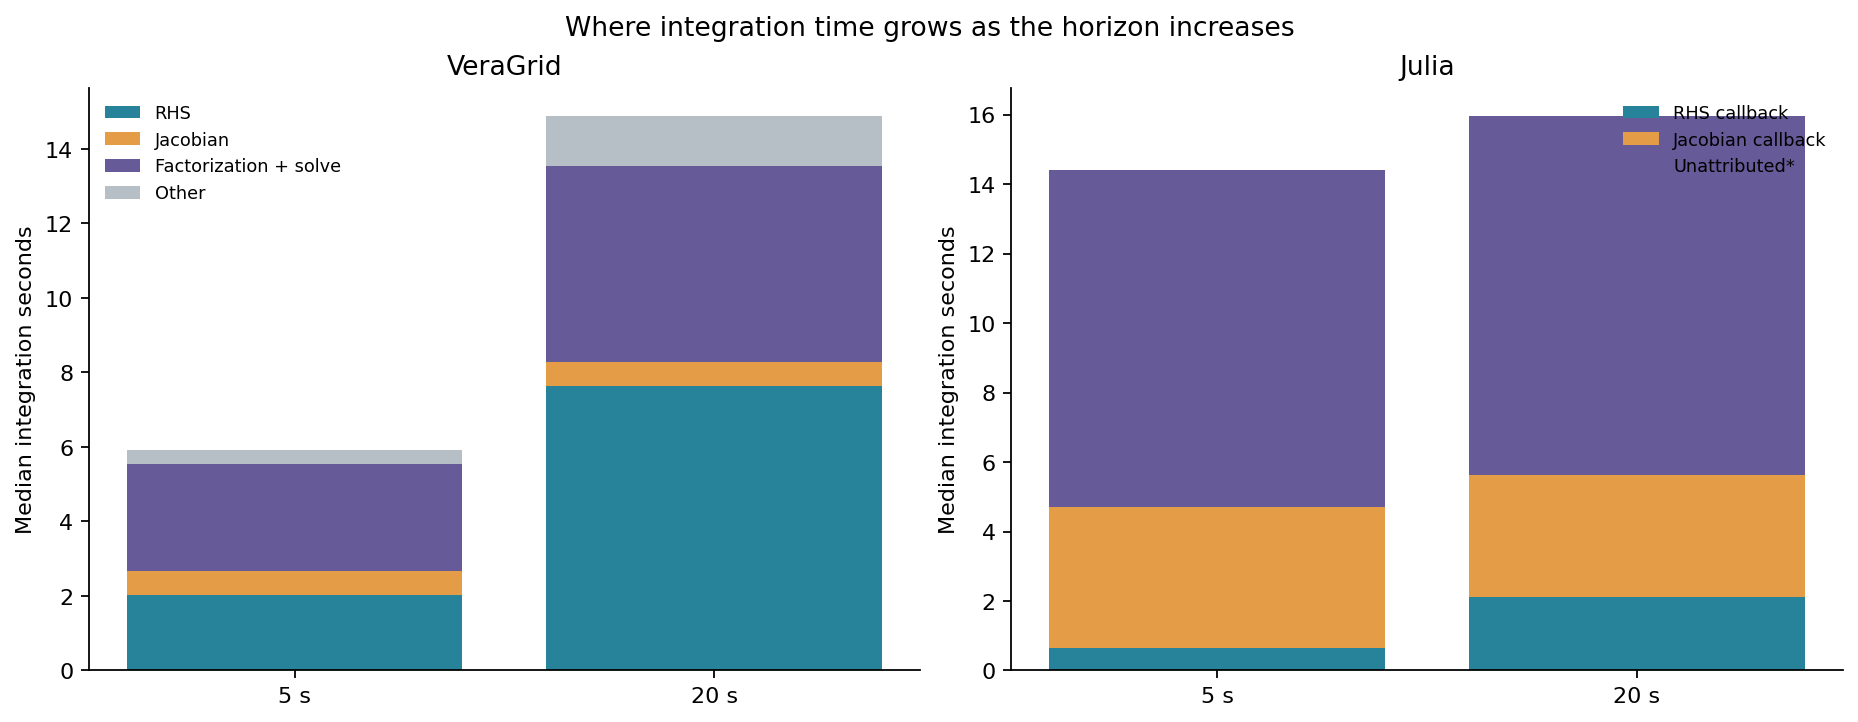 Where integration time grows as the horizon increases
VeraGrid
RHS
Jacobian
Factorization + solve
Other
Median integration seconds
14
12
10
8
6
4
2
0
5 s
20 s
Julia
RHS callback
Jacobian callback
Unattributed*
Median integration seconds
16
14
12
10
8
6
4
2
0
5 s
20 s